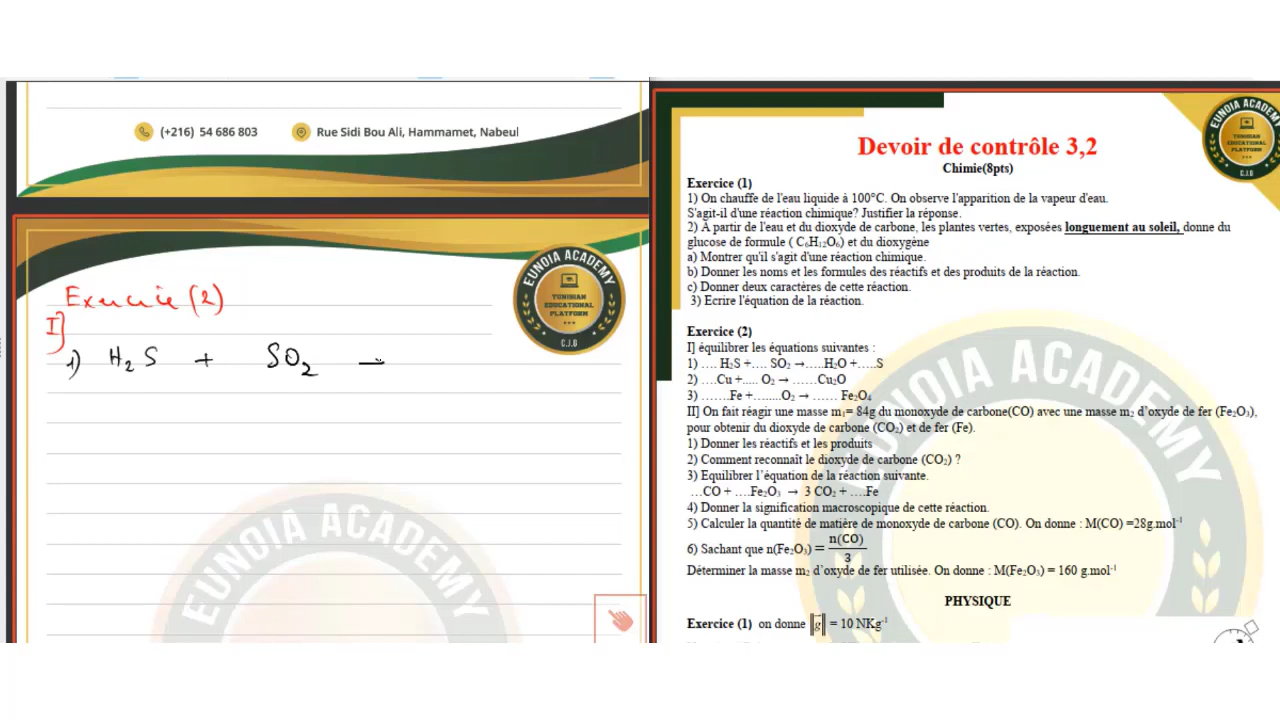 (+216) 54 686 803
Rue Sidi Bou Ali, Hammamet, Nabeul
EUNOIA ACADEMY
TUNISIAN
EDUCATIONAL
PLATFORM
C.J.G
Exercice (2)
I]
1) H₂S + SO₂ —
EUNOIA ACADEMY
EUNOIA ACADEMY
TUNISIAN
EDUCATIONAL
PLATFORM
C.J.G
Devoir de contrôle 3,2
Chimie(8pts)
Exercice (1)
1) On chauffe de l'eau liquide à 100°C. On observe l'apparition de la vapeur d'eau.
S'agit-il d'une réaction chimique? Justifier la réponse.
2) À partir de l'eau et du dioxyde de carbone, les plantes vertes, exposées longuement au soleil, donne du
glucose de formule ( C₆H₁₂O₆) et du dioxygène
a) Montrer qu'il s'agit d'une réaction chimique.
b) Donner les noms et les formules des réactifs et des produits de la réaction.
c) Donner deux caractères de cette réaction.
3) Ecrire l'équation de la réaction.
Exercice (2)
I] équilibrer les équations suivantes :
1) …. H₂S +…. SO₂ →…..H₂O +…..S
2) ….Cu +..... O₂ → ……Cu₂O
3) …….Fe +……..O₂ → …… Fe₃O₄
II] On fait réagir une masse m₁= 84g du monoxyde de carbone(CO) avec une masse m₂ d'oxyde de fer (Fe₂O₃),
pour obtenir du dioxyde de carbone (CO₂) et de fer (Fe).
1) Donner les réactifs et les produits
2) Comment reconnaît le dioxyde de carbone (CO₂) ?
3) Equilibrer l'équation de la réaction suivante.
…CO + ….Fe₂O₃ → 3 CO₂ + ….Fe
4) Donner la signification macroscopique de cette réaction.
5) Calculer la quantité de matière de monoxyde de carbone (CO). On donne : M(CO) =28g.mol⁻¹
6) Sachant que n(Fe₂O₃) = n(CO)/3
Déterminer la masse m₂ d'oxyde de fer utilisée. On donne : M(Fe₂O₃) = 160 g.mol⁻¹
PHYSIQUE
Exercice (1) on donne ‖g⃗‖ = 10 NKg⁻¹